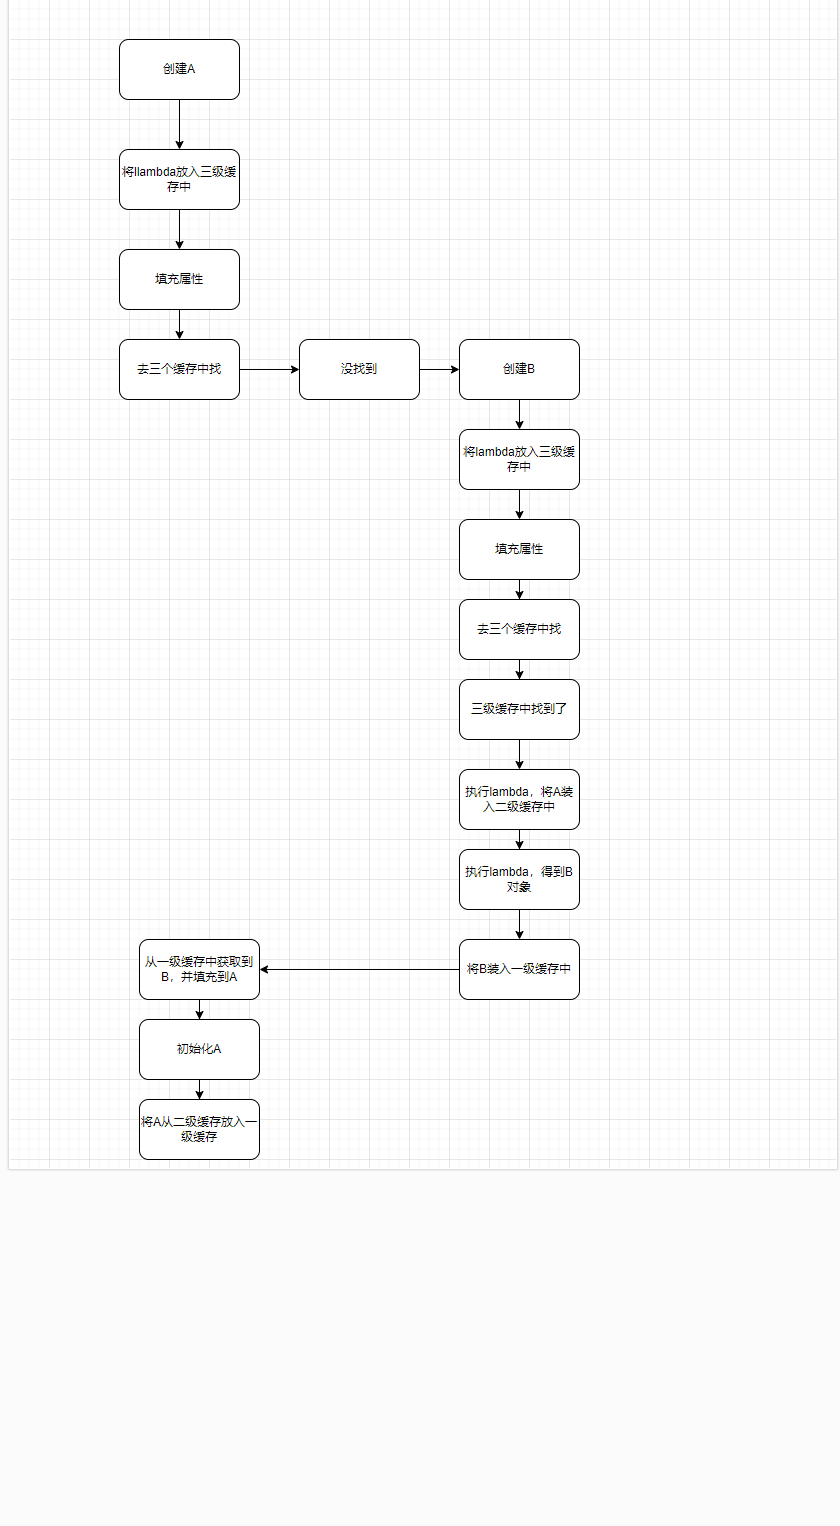 创建A
将llambda放入三级缓
存中
填充属性
去三个缓存中找
没找到
创建B
将lambda放入三级缓
存中
填充属性
去三个缓存中找
三级缓存中找到了
执行lambda，将A装
入二级缓存中
执行lambda，得到B
对象
将B装入一级缓存中
从一级缓存中获取到
B，并填充到A
初始化A
将A从二级缓存放入一
级缓存